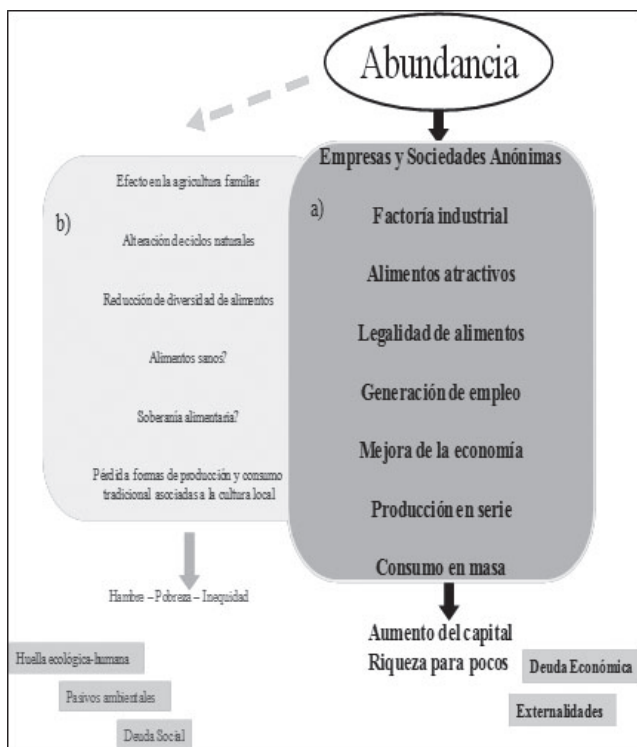 Abundancia
b)
Efecto en la agricultura familiar
Alteración de ciclos naturales
Reducción de diversidad de alimentos
Alimentos sanos?
Soberanía alimentaria?
Pérdida formas de producción y consumo
tradicional asociadas a la cultura local
Hambre – Pobreza – Inequidad
Huella ecológica-humana
Pasivos ambientales
Deuda Social
a)
Empresas y Sociedades Anónimas
Factoría industrial
Alimentos atractivos
Legalidad de alimentos
Generación de empleo
Mejora de la economía
Producción en serie
Consumo en masa
Aumento del capital
Riqueza para pocos
Deuda Económica
Externalidades